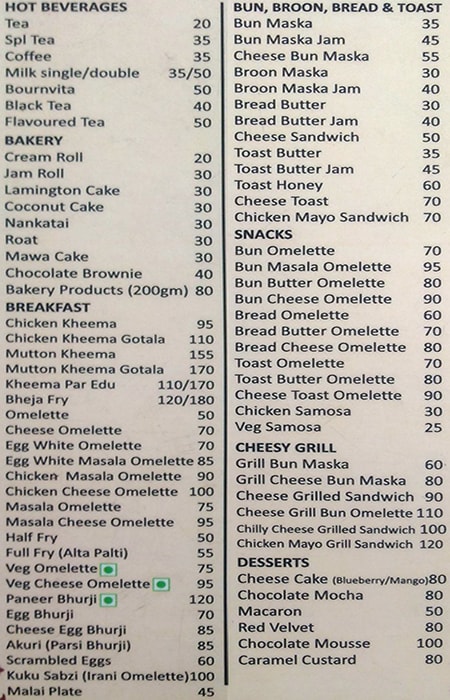 HOT BEVERAGES
Tea 20
Spl Tea 35
Coffee 35
Milk single/double 35/50
Bournvita 50
Black Tea 40
Flavoured Tea 50
BAKERY
Cream Roll 20
Jam Roll 30
Lamington Cake 30
Coconut Cake 30
Nankatai 30
Roat 30
Mawa Cake 30
Chocolate Brownie 40
Bakery Products (200gm) 80
BREAKFAST
Chicken Kheema 95
Chicken Kheema Gotala 110
Mutton Kheema 155
Mutton Kheema Gotala 170
Kheema Par Edu 110/170
Bheja Fry 120/180
Omelette 50
Cheese Omelette 70
Egg White Omelette 70
Egg White Masala Omelette 85
Chicken Masala Omelette 90
Chicken Cheese Omelette 100
Masala Omelette 75
Masala Cheese Omelette 95
Half Fry 50
Full Fry (Alta Palti) 55
Veg Omelette 75
Veg Cheese Omelette 95
Paneer Bhurji 120
Egg Bhurji 70
Cheese Egg Bhurji 85
Akuri (Parsi Bhurji) 85
Scrambled Eggs 60
Kuku Sabzi (Irani Omelette) 100
Malai Plate 45
BUN, BROON, BREAD & TOAST
Bun Maska 35
Bun Maska Jam 45
Cheese Bun Maska 55
Broon Maska 30
Broon Maska Jam 40
Bread Butter 30
Bread Butter Jam 40
Cheese Sandwich 50
Toast Butter 35
Toast Butter Jam 45
Toast Honey 60
Cheese Toast 70
Chicken Mayo Sandwich 70
SNACKS
Bun Omelette 70
Bun Masala Omelette 95
Bun Butter Omelette 80
Bun Cheese Omelette 90
Bread Omelette 60
Bread Butter Omelette 70
Bread Cheese Omelette 80
Toast Omelette 70
Toast Butter Omelette 80
Cheese Toast Omelette 90
Chicken Samosa 30
Veg Samosa 25
CHEESY GRILL
Grill Bun Maska 60
Grill Cheese Bun Maska 80
Cheese Grilled Sandwich 90
Cheese Grill Bun Omelette 110
Chilly Cheese Grilled Sandwich 100
Chicken Mayo Grill Sandwich 120
DESSERTS
Cheese Cake (Blueberry/Mango) 80
Chocolate Mocha 80
Macaron 50
Red Velvet 80
Chocolate Mousse 100
Caramel Custard 80